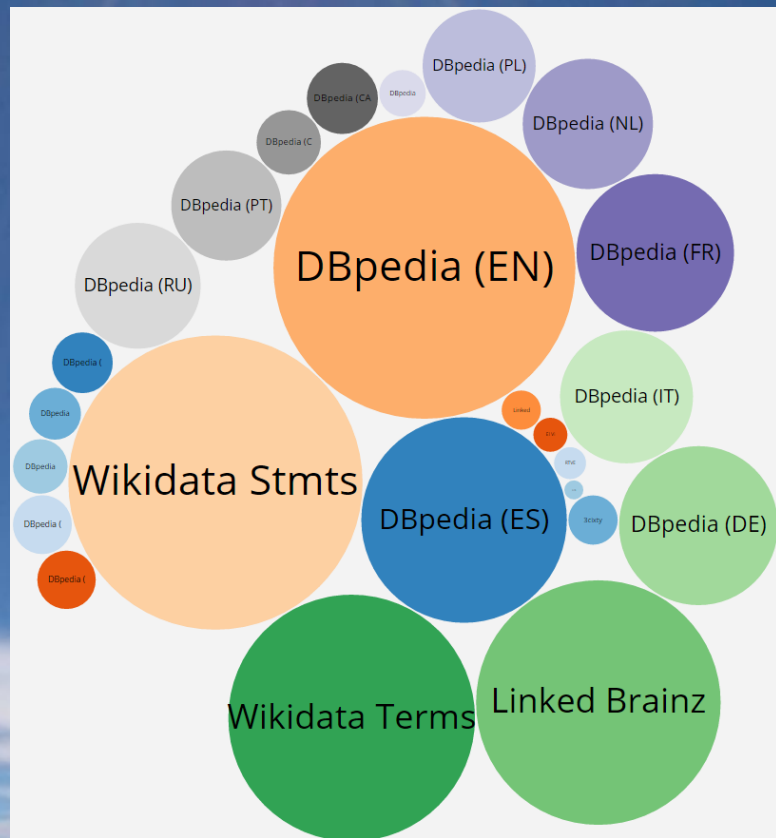 DBpedia (PL)
DBpedia
DBpedia (CA
DBpedia (NL)
DBpedia (C
DBpedia (PT)
DBpedia (FR)
DBpedia (EN)
DBpedia (RU)
DBpedia (
DBpedia (IT)
Linked
DBpedia
DBpedia
Wikidata Stmts
DBpedia (ES)
3cixty
DBpedia (DE)
DBpedia (
DBpedia (
Linked Brainz
Wikidata Terms